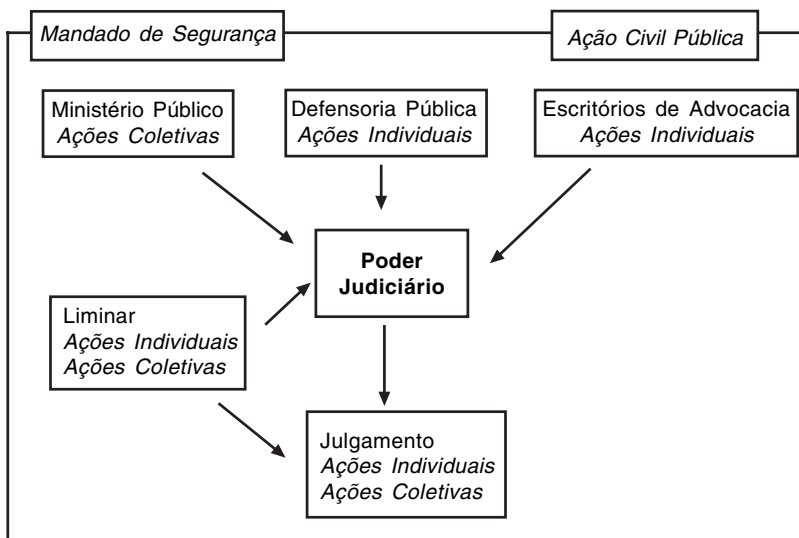 Mandado de Segurança
Ação Civil Pública
Ministério Público
Ações Coletivas
Defensoria Pública
Ações Individuais
Escritórios de Advocacia
Ações Individuais
Poder
Judiciário
Liminar
Ações Individuais
Ações Coletivas
Julgamento
Ações Individuais
Ações Coletivas